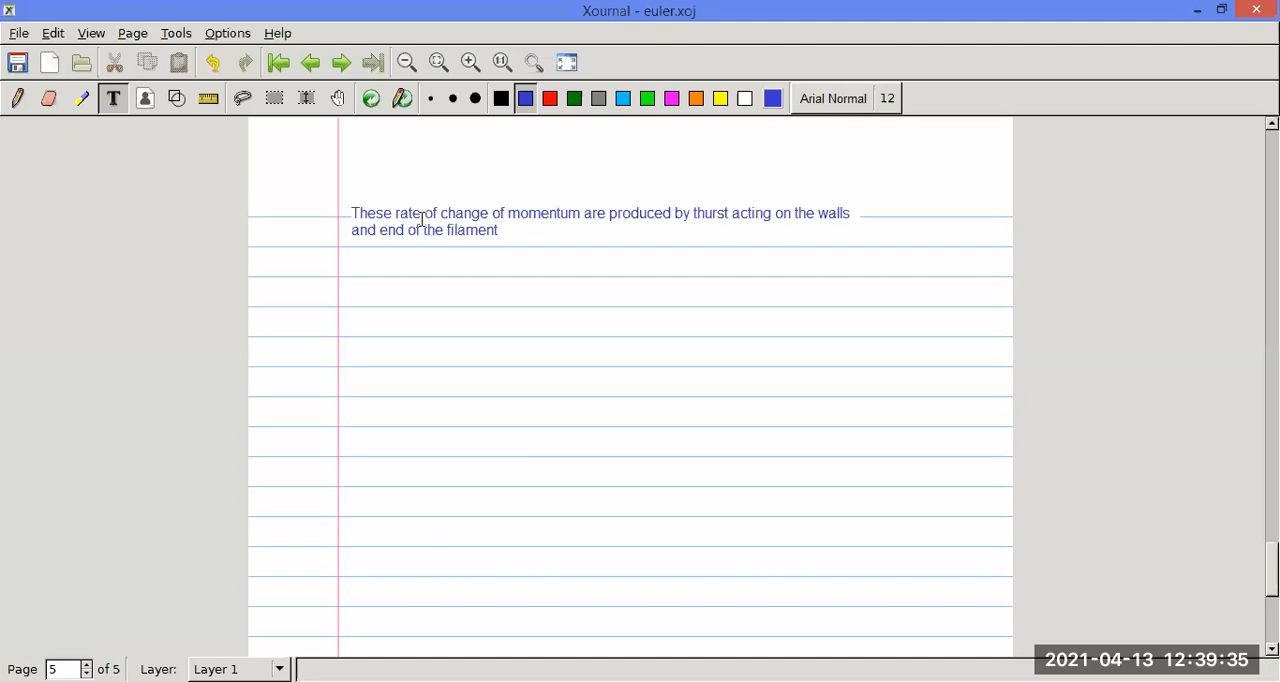 Xournal - euler.xoj
File Edit View Page Tools Options Help
T Arial Normal 12
These rate of change of momentum are produced by thurst acting on the walls
and end of the filament
Page 5 of 5 Layer: Layer 1
2021-04-13 12:39:35